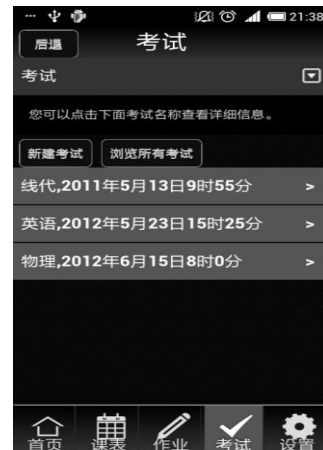 21:38
后退
考试
考试
您可以点击下面考试名称查看详细信息。
新建考试 浏览所有考试
线代,2011年5月13日9时55分 >
英语,2012年5月23日15时25分 >
物理,2012年6月15日8时0分 >
首页 课表 作业 考试 设置